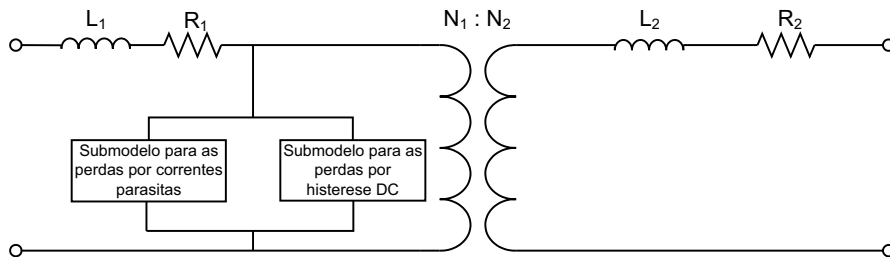 L1
R1
N1 : N2
L2
R2
Submodelo para as
perdas por correntes
parasitas
Submodelo para as
perdas por
histerese DC